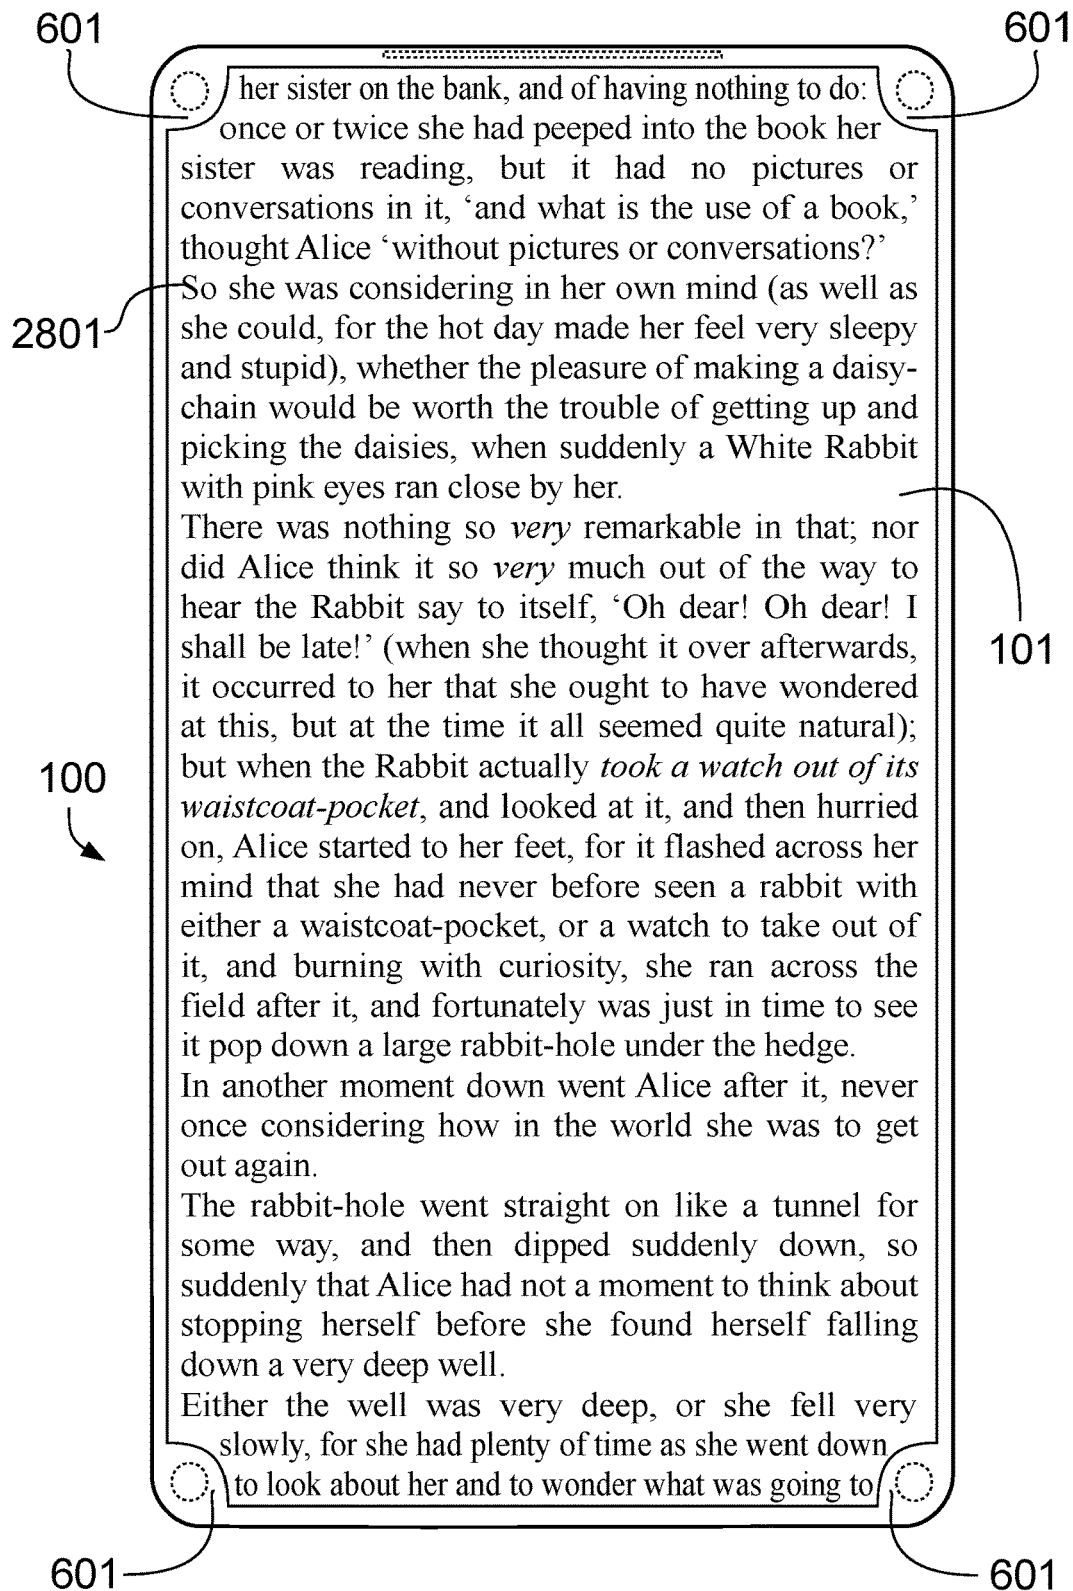 601
601
her sister on the bank, and of having nothing to do:
once or twice she had peeped into the book her
sister was reading, but it had no pictures or
conversations in it, ‘and what is the use of a book,’
thought Alice ‘without pictures or conversations?’
So she was considering in her own mind (as well as
2801
she could, for the hot day made her feel very sleepy
and stupid), whether the pleasure of making a daisy-
chain would be worth the trouble of getting up and
picking the daisies, when suddenly a White Rabbit
with pink eyes ran close by her.
There was nothing so very remarkable in that; nor
did Alice think it so very much out of the way to
hear the Rabbit say to itself, ‘Oh dear! Oh dear! I
shall be late!’ (when she thought it over afterwards,
101
it occurred to her that she ought to have wondered
at this, but at the time it all seemed quite natural);
but when the Rabbit actually took a watch out of its
100
waistcoat-pocket, and looked at it, and then hurried
on, Alice started to her feet, for it flashed across her
mind that she had never before seen a rabbit with
either a waistcoat-pocket, or a watch to take out of
it, and burning with curiosity, she ran across the
field after it, and fortunately was just in time to see
it pop down a large rabbit-hole under the hedge.
In another moment down went Alice after it, never
once considering how in the world she was to get
out again.
The rabbit-hole went straight on like a tunnel for
some way, and then dipped suddenly down, so
suddenly that Alice had not a moment to think about
stopping herself before she found herself falling
down a very deep well.
Either the well was very deep, or she fell very
slowly, for she had plenty of time as she went down
to look about her and to wonder what was going to
601
601